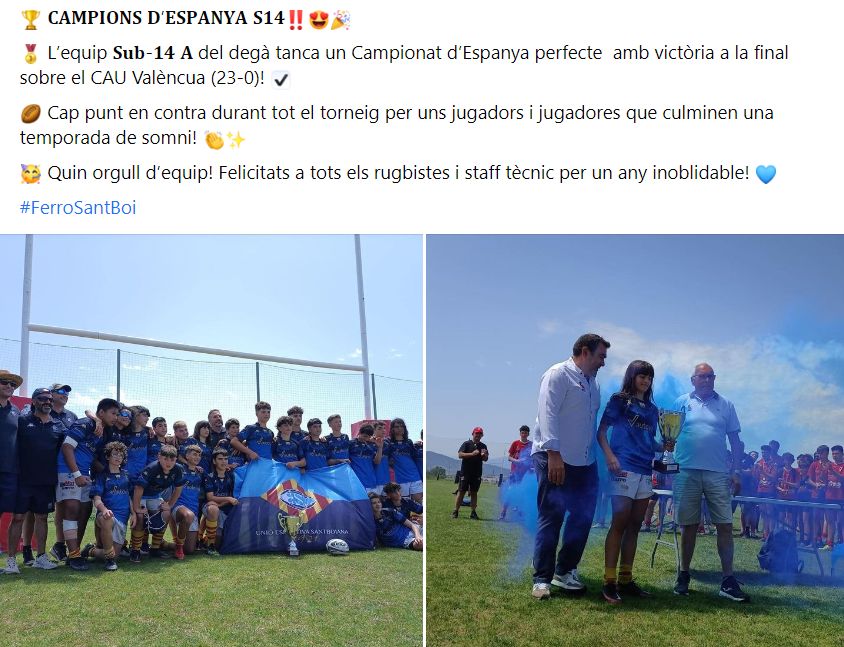 🏆 CAMPIONS D'ESPANYA S14‼️😍🎉
🥇 L'equip Sub-14 A del degà tanca un Campionat d'Espanya perfecte amb victòria a la final
sobre el CAU Valèncua (23-0)! ✔️
🏉 Cap punt en contra durant tot el torneig per uns jugadors i jugadores que culminen una
temporada de somni! 👏✨
🥳 Quin orgull d'equip! Felicitats a tots els rugbistes i staff tècnic per un any inoblidable! 💙
#FerroSantBoi
UNIÓ ESPORTIVA SANTBOIANA